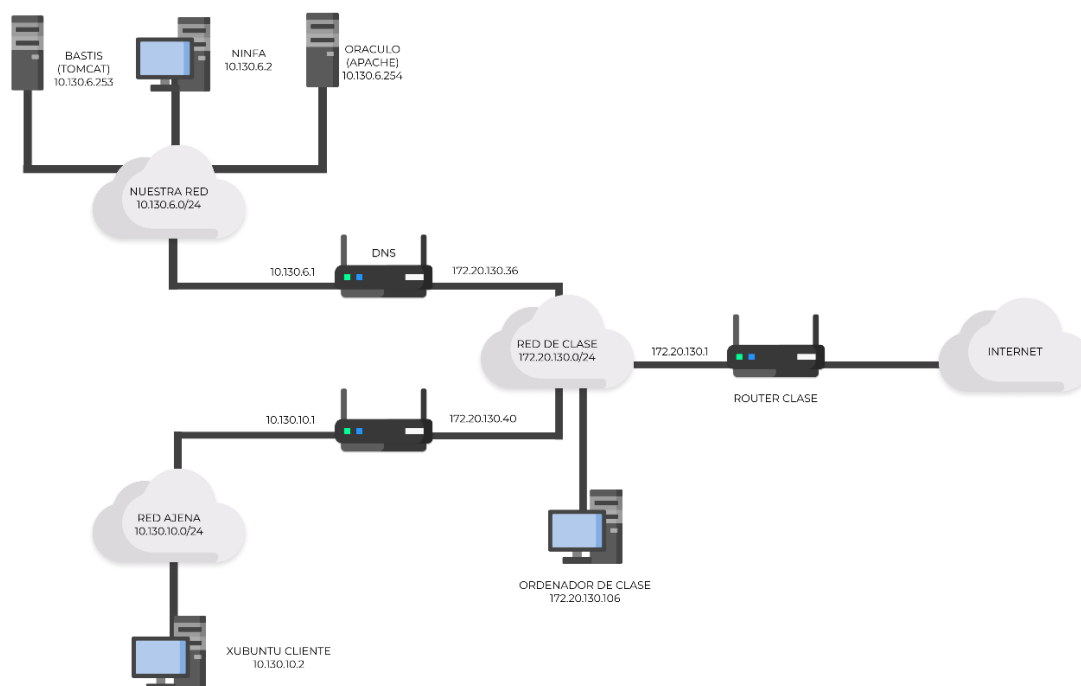 BASTIS
(TOMCAT)
10.130.6.253
NINFA
10.130.6.2
ORACULO
(APACHE)
10.130.6.254
NUESTRA RED
10.130.6.0/24
DNS
10.130.6.1
172.20.130.36
RED DE CLASE
172.20.130.0/24
172.20.130.1
ROUTER CLASE
INTERNET
10.130.10.1
172.20.130.40
RED AJENA
10.130.10.0/24
ORDENADOR DE CLASE
172.20.130.106
XUBUNTU CLIENTE
10.130.10.2